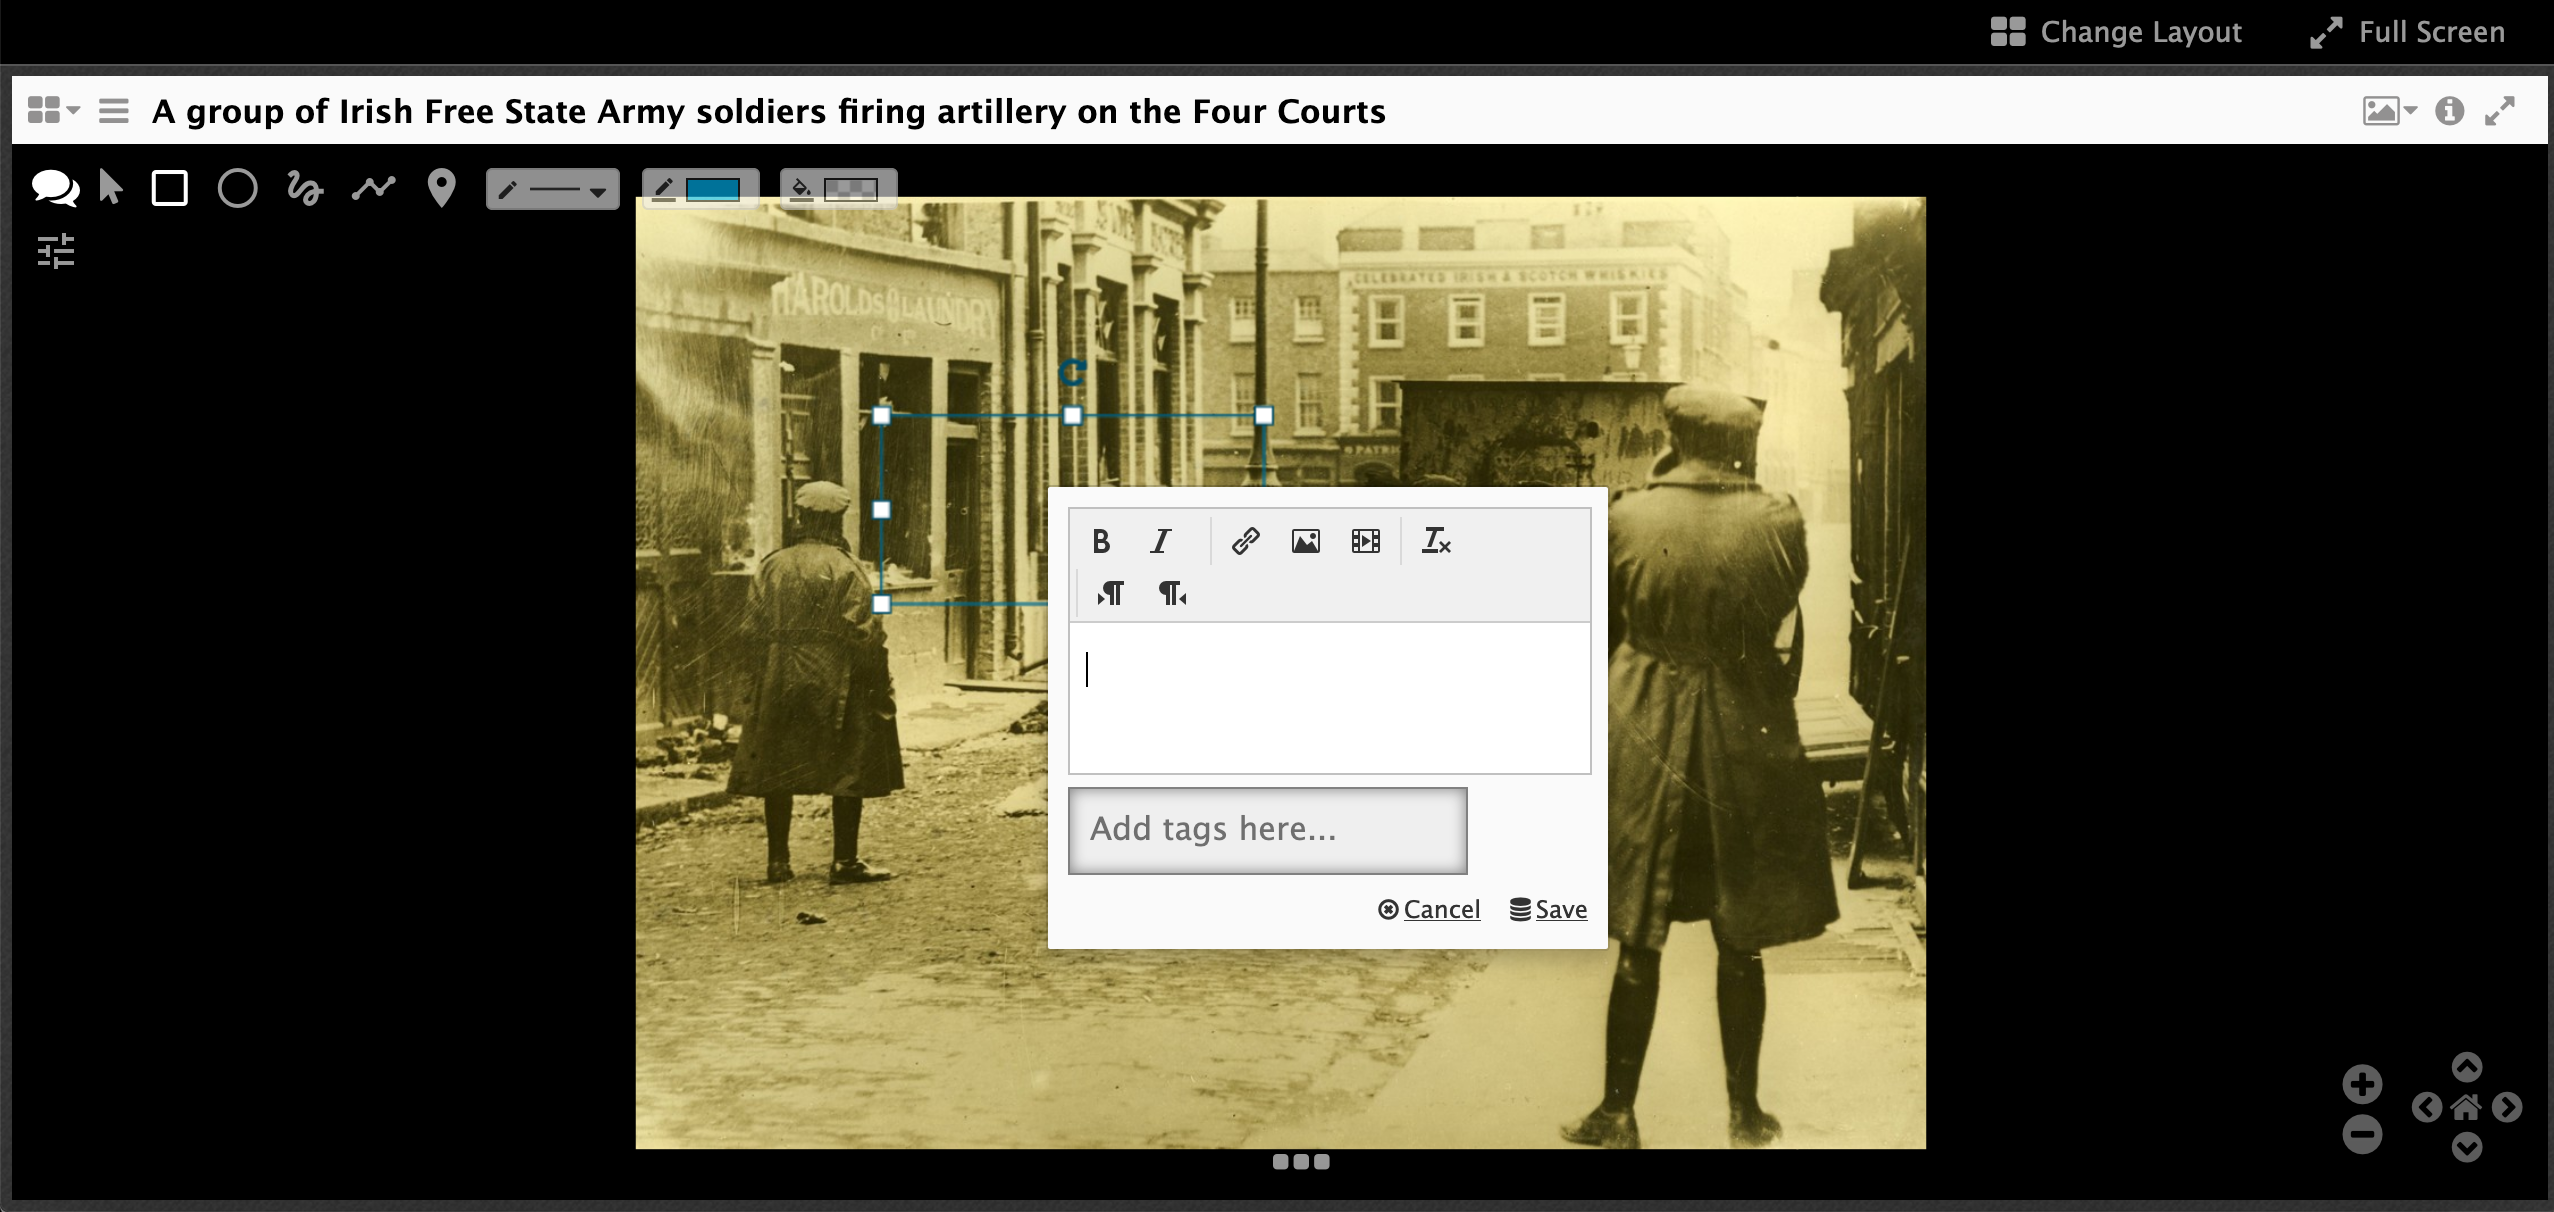 Change Layout
Full Screen
A group of Irish Free State Army soldiers firing artillery on the Four Courts
HAROLDS LAUNDRY
CELEBRATED IRISH & SCOTCH WHISKIES
B I
Add tags here...
Cancel
Save